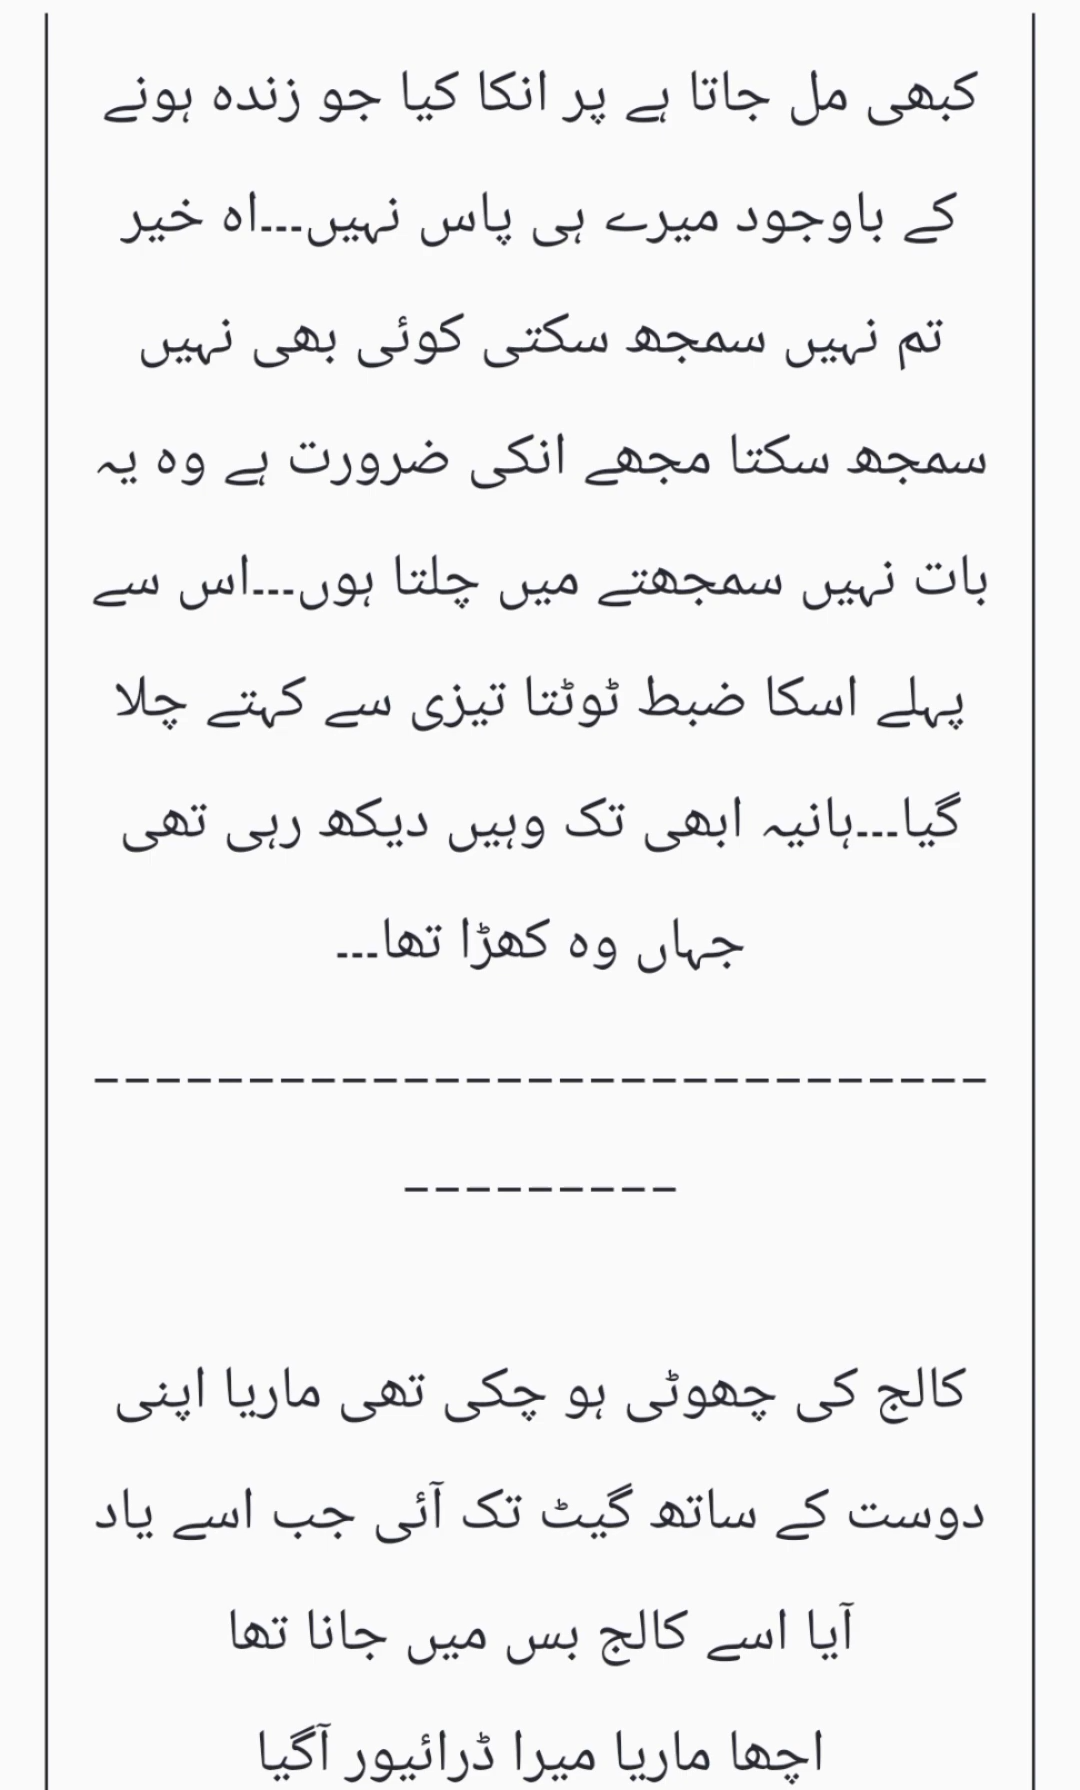 کبھی مل جاتا ہے پر انکا کیا جو زندہ ہونے
کے باوجود میرے ہی پاس نہیں۔۔۔اہ خیر
تم نہیں سمجھ سکتی کوئی بھی نہیں
سمجھ سکتا مجھے انکی ضرورت ہے وہ یہ
بات نہیں سمجھتے میں چلتا ہوں۔۔۔اس سے
پہلے اسکا ضبط ٹوٹتا تیزی سے کہتے چلا
گیا۔۔۔ہانیہ ابھی تک وہیں دیکھ رہی تھی
جہاں وہ کھڑا تھا۔۔۔
_____________________________
_________
کالج کی چھوٹی ہو چکی تھی ماریا اپنی
دوست کے ساتھ گیٹ تک آئی جب اسے یاد
آیا اسے کالج بس میں جانا تھا
اچھا ماریا میرا ڈرائیور آگیا